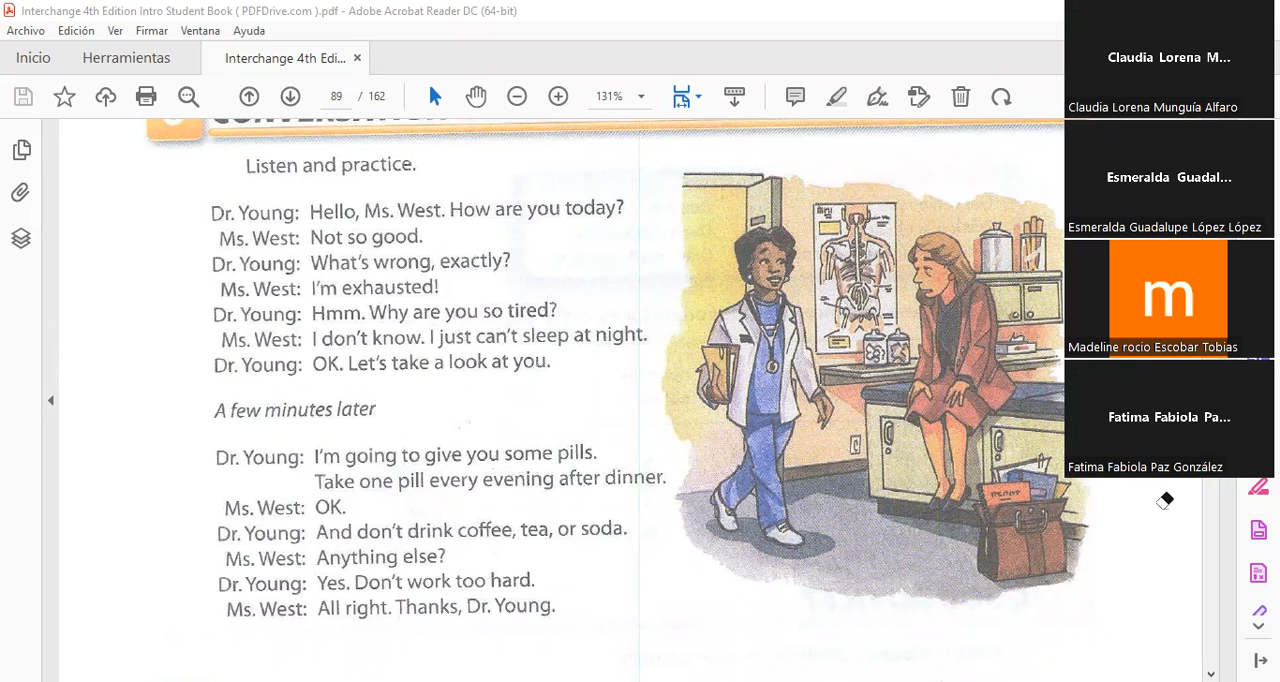 Interchange 4th Edition Intro Student Book ( PDFDrive.com ).pdf - Adobe Acrobat Reader DC (64-bit)
Archivo Edición Ver Firmar Ventana Ayuda
Inicio Herramientas Interchange 4th Edi... ×
89 / 162 131%
CONVERSATION
Listen and practice.
Dr. Young: Hello, Ms. West. How are you today?
Ms. West: Not so good.
Dr. Young: What's wrong, exactly?
Ms. West: I'm exhausted!
Dr. Young: Hmm. Why are you so tired?
Ms. West: I don't know. I just can't sleep at night.
Dr. Young: OK. Let's take a look at you.
A few minutes later
Dr. Young: I'm going to give you some pills.
Take one pill every evening after dinner.
Ms. West: OK.
Dr. Young: And don't drink coffee, tea, or soda.
Ms. West: Anything else?
Dr. Young: Yes. Don't work too hard.
Ms. West: All right. Thanks, Dr. Young.
Claudia Lorena M...
Claudia Lorena Munguía Alfaro
Esmeralda Guadal...
Esmeralda Guadalupe López López
m
Madeline rocio Escobar Tobias
Fatima Fabiola Pa...
Fatima Fabiola Paz González